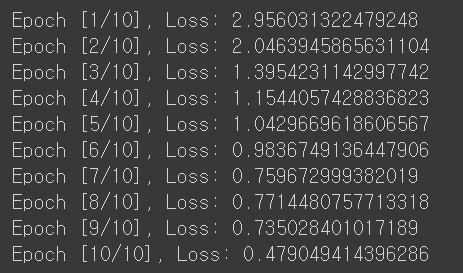 Epoch [1/10], Loss: 2.956031322479248
Epoch [2/10], Loss: 2.0463945865631104
Epoch [3/10], Loss: 1.3954231142997742
Epoch [4/10], Loss: 1.1544057428836823
Epoch [5/10], Loss: 1.0429669618606567
Epoch [6/10], Loss: 0.9836749136447906
Epoch [7/10], Loss: 0.759672999382019
Epoch [8/10], Loss: 0.7714480757713318
Epoch [9/10], Loss: 0.735028401017189
Epoch [10/10], Loss: 0.479049414396286